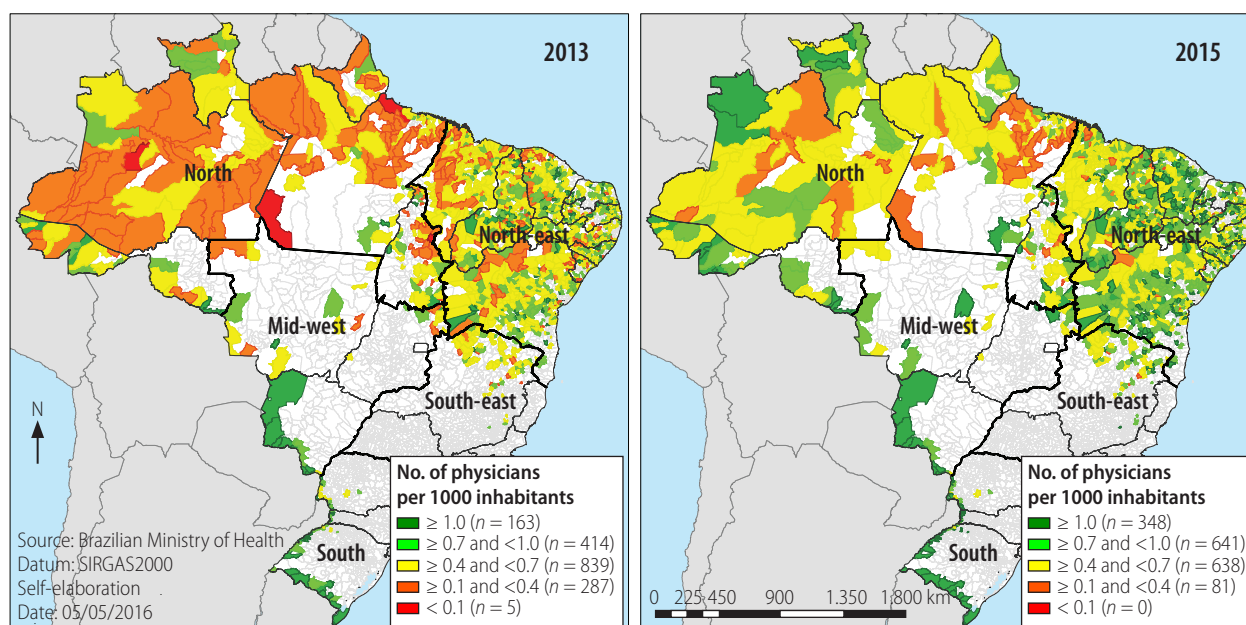 2013
North
North-east
Mid-west
South-east
South
N
No. of physicians
per 1000 inhabitants
≥ 1.0 (n = 163)
≥ 0.7 and <1.0 (n = 414)
≥ 0.4 and <0.7 (n = 839)
≥ 0.1 and <0.4 (n = 287)
< 0.1 (n = 5)
Source: Brazilian Ministry of Health
Datum: SIRGAS2000
Self-elaboration
Date: 05/05/2016
2015
North
North-east
Mid-west
South-east
South
No. of physicians
per 1000 inhabitants
≥ 1.0 (n = 348)
≥ 0.7 and <1.0 (n = 641)
≥ 0.4 and <0.7 (n = 638)
≥ 0.1 and <0.4 (n = 81)
< 0.1 (n = 0)
0 225 450 900 1.350 1.800 km